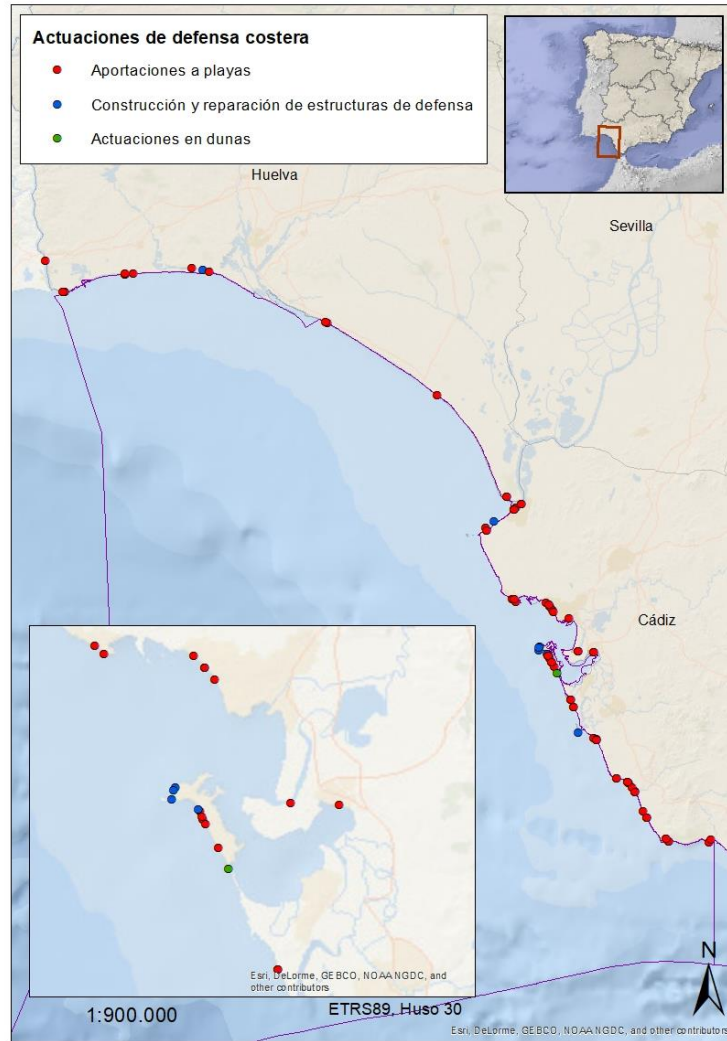 Actuaciones de defensa costera
Aportaciones a playas
Construcción y reparación de estructuras de defensa
Actuaciones en dunas
Huelva
Sevilla
Cádiz
Esri, DeLorme, GEBCO, NOAA NGDC, and
other contributors
N
1:900.000
ETRS89, Huso 30
Esri, DeLorme, GEBCO, NOAA NGDC, and other contributors